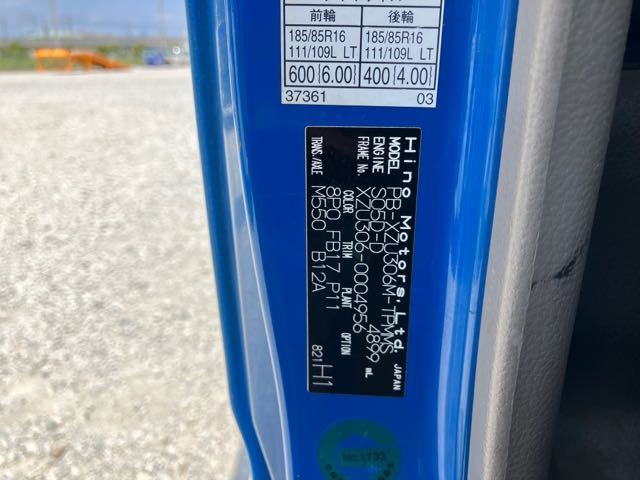 前輪 後輪
185/85R16 185/85R16
111/109L LT 111/109L LT
600{6.00} 400{4.00}
37361 03
Hino Motors, Ltd. JAPAN
MODEL PB-XZU306M-TPMMS
ENGINE S05D-D 4899 mL
FRAME No. XZU306-0004956
COLOR TRIM PLANT OPTION
8P0 FB17 P11
TRANS./AXLE M550 B12A
821H1
No.1733